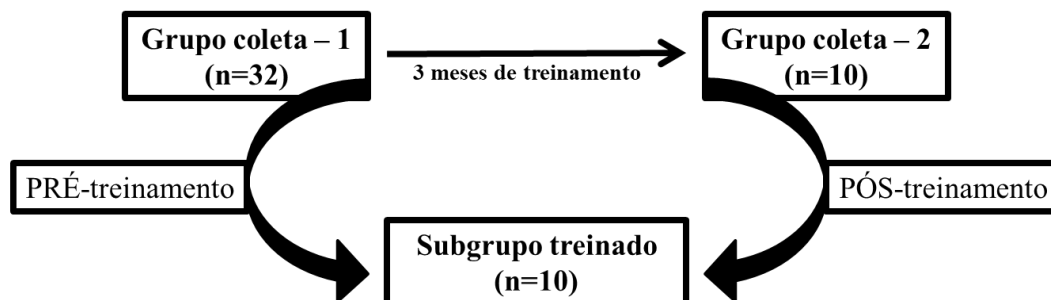 Grupo coleta – 1
(n=32)
3 meses de treinamento
Grupo coleta – 2
(n=10)
PRÉ-treinamento
PÓS-treinamento
Subgrupo treinado
(n=10)